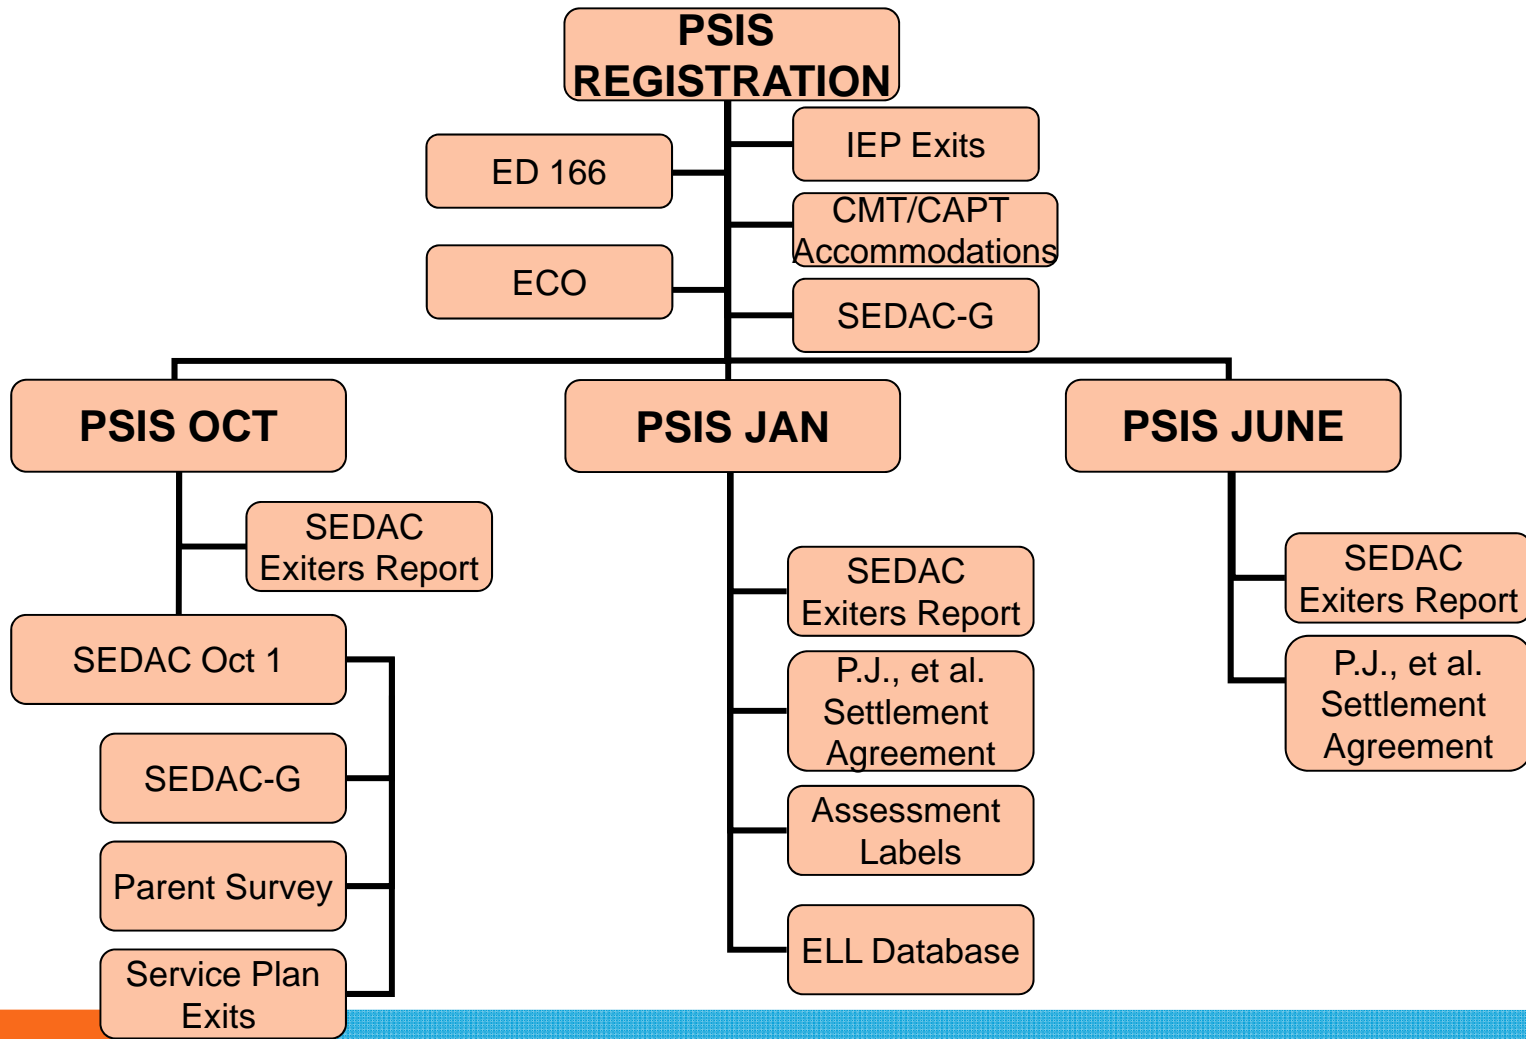 PSIS
REGISTRATION
ED 166
ECO
IEP Exits
CMT/CAPT
Accommodations
SEDAC-G
PSIS OCT
SEDAC
Exiters Report
SEDAC Oct 1
SEDAC-G
Parent Survey
Service Plan
Exits
PSIS JAN
SEDAC
Exiters Report
P.J., et al.
Settlement
Agreement
Assessment
Labels
ELL Database
PSIS JUNE
SEDAC
Exiters Report
P.J., et al.
Settlement
Agreement